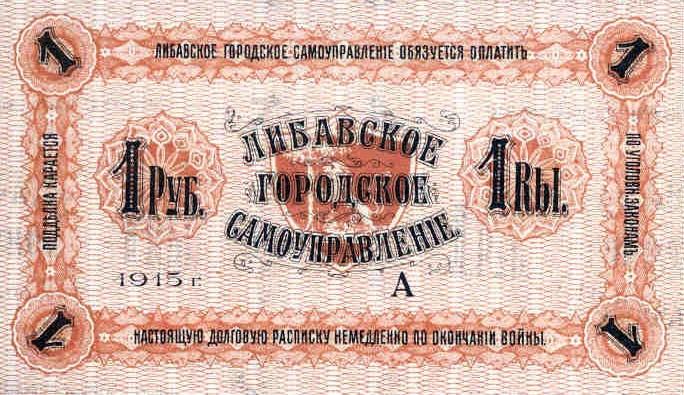 1
ЛИБАВСКОЕ ГОРОДСКОЕ САМОУПРАВЛЕНІЕ ОБЯЗУЕТСЯ ОПЛАТИТЬ
1
ПОДДѢЛКА КАРАЕТСЯ
1 РУБ.
ЛИБАВСКОЕ
ГОРОДСКОЕ
САМОУПРАВЛЕНІЕ.
1 Rbl.
ПО УГОЛОВН. ЗАКОНАМЪ
1915 г.
А
1
НАСТОЯЩУЮ ДОЛГОВУЮ РАСПИСКУ НЕМЕДЛЕННО ПО ОКОНЧАНІИ ВОЙНЫ.
1